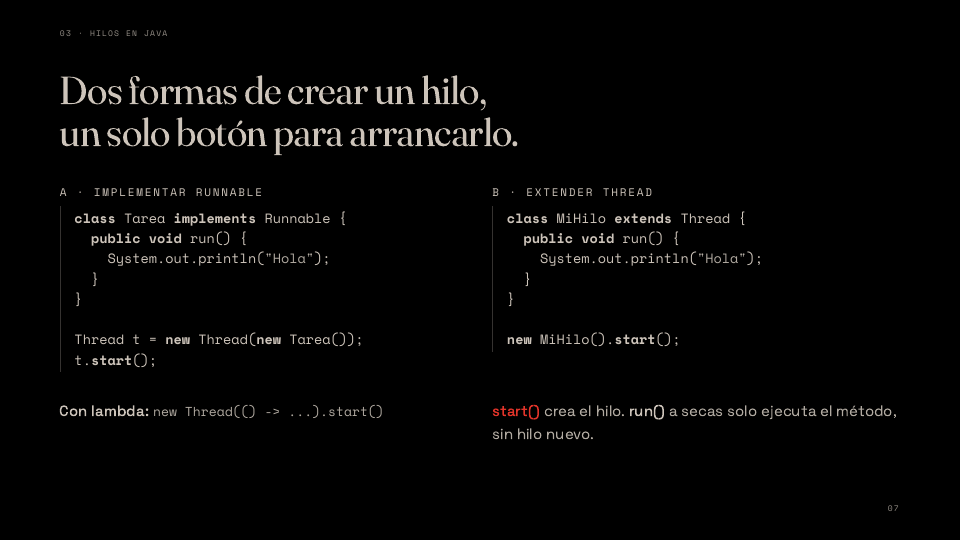 03 · HILOS EN JAVA
Dos formas de crear un hilo,
un solo botón para arrancarlo.
A · IMPLEMENTAR RUNNABLE
class Tarea implements Runnable {
  public void run() {
    System.out.println("Hola");
  }
}

Thread t = new Thread(new Tarea());
t.start();
Con lambda: new Thread(() -> ...).start()
B · EXTENDER THREAD
class MiHilo extends Thread {
  public void run() {
    System.out.println("Hola");
  }
}

new MiHilo().start();
start() crea el hilo. run() a secas solo ejecuta el método,
sin hilo nuevo.
07